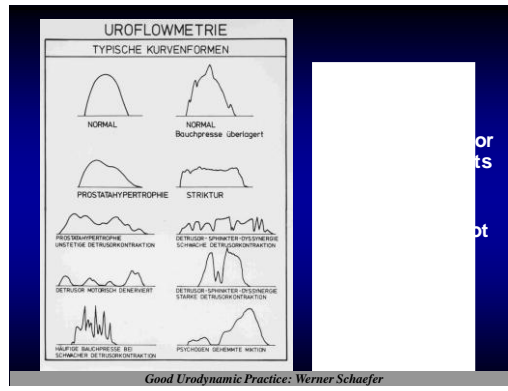 UROFLOWMETRIE
TYPISCHE KURVENFORMEN
NORMAL
NORMAL
Bauchpresse überlagert
PROSTATAHYPERTROPHIE
STRIKTUR
PROSTATAHYPERTROPHIE
UNSTETIGE DETRUSORKONTRAKTION
DETRUSOR-SPHINKTER-DYSSYNERGIE
SCHWACHE DETRUSORKONTRAKTION
DETRUSOR MOTORISCH DENERVIERT
DETRUSOR-SPHINKTER-DYSSYNERGIE
STARKE DETRUSORKONTRAKTION
HÄUFIGE BAUCHPRESSE BEI
SCHWACHER DETRUSORKONTRAKTION
PSYCHOGEN GEHEMMTE MIKTION
or
ts
ot
Good Urodynamic Practice: Werner Schaefer